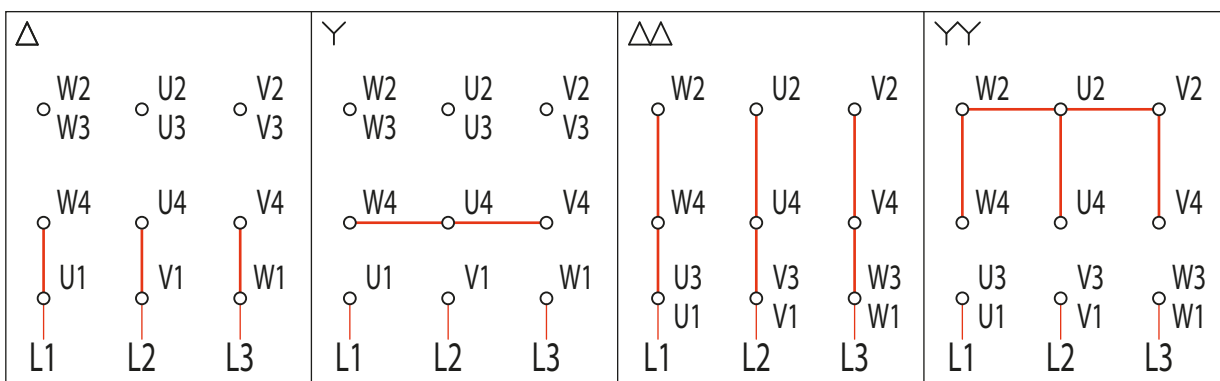 Δ
W2 U2 V2
W3 U3 V3
W4 U4 V4
U1 V1 W1
L1 L2 L3
Y
W2 U2 V2
W3 U3 V3
W4 U4 V4
U1 V1 W1
L1 L2 L3
ΔΔ
W2 U2 V2
W4 U4 V4
U3 V3 W3
U1 V1 W1
L1 L2 L3
YY
W2 U2 V2
W4 U4 V4
U3 V3 W3
U1 V1 W1
L1 L2 L3